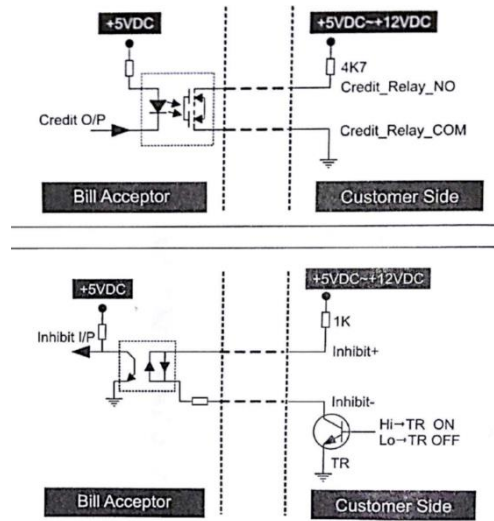 +5VDC
+5VDC~+12VDC
4K7
Credit_Relay_NO
Credit O/P
Credit_Relay_COM
Bill Acceptor
Customer Side
+5VDC
+5VDC~+12VDC
1K
Inhibit I/P
Inhibit+
Inhibit-
Hi→TR ON
Lo→TR OFF
TR
Bill Acceptor
Customer Side